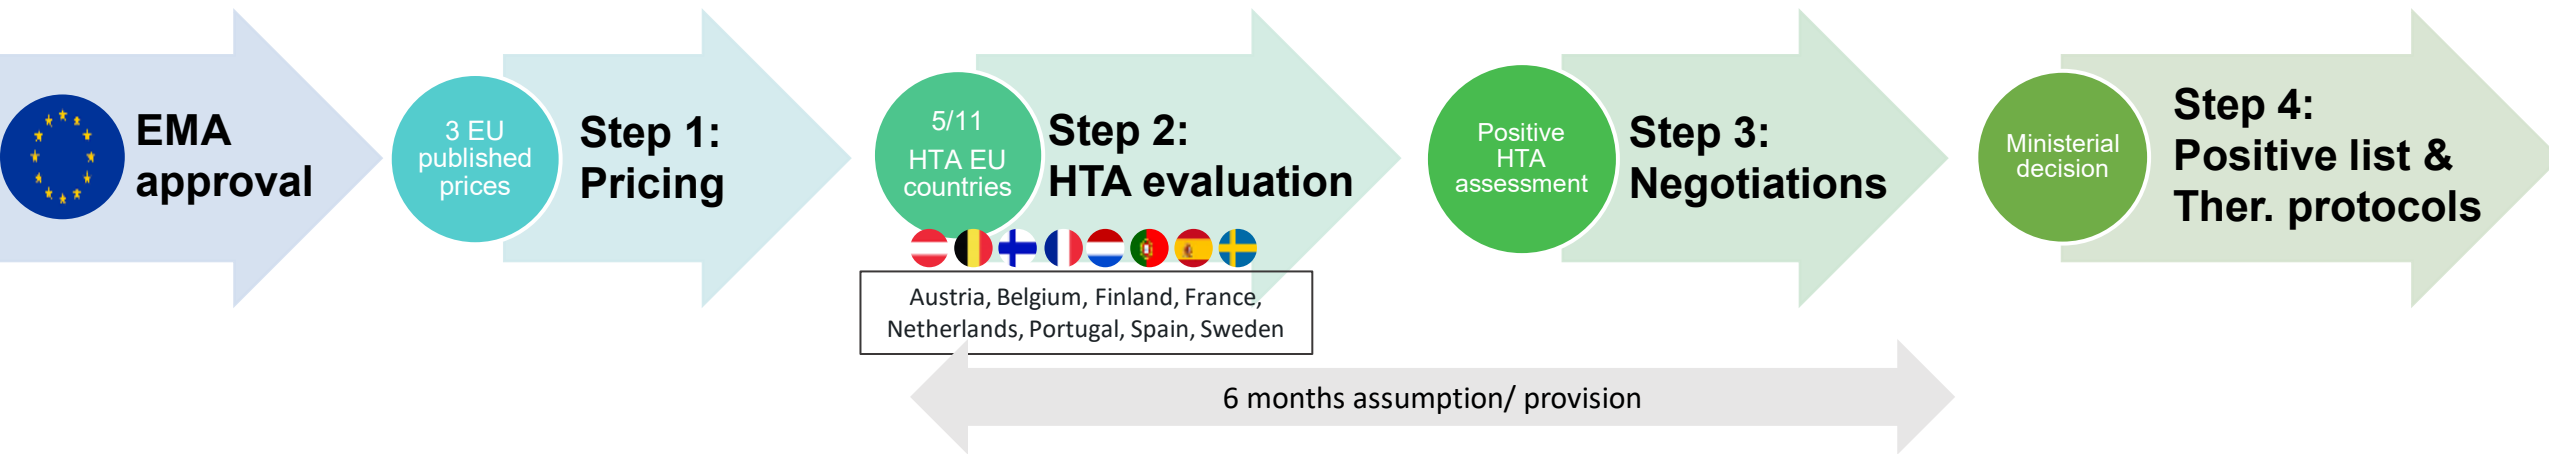 EMA
approval
3 EU
published
prices
Step 1:
Pricing
5/11
HTA EU
countries
Step 2:
HTA evaluation
Austria, Belgium, Finland, France,
Netherlands, Portugal, Spain, Sweden
Positive
HTA
assessment
Step 3:
Negotiations
Ministerial
decision
Step 4:
Positive list &
Ther. protocols
6 months assumption/ provision